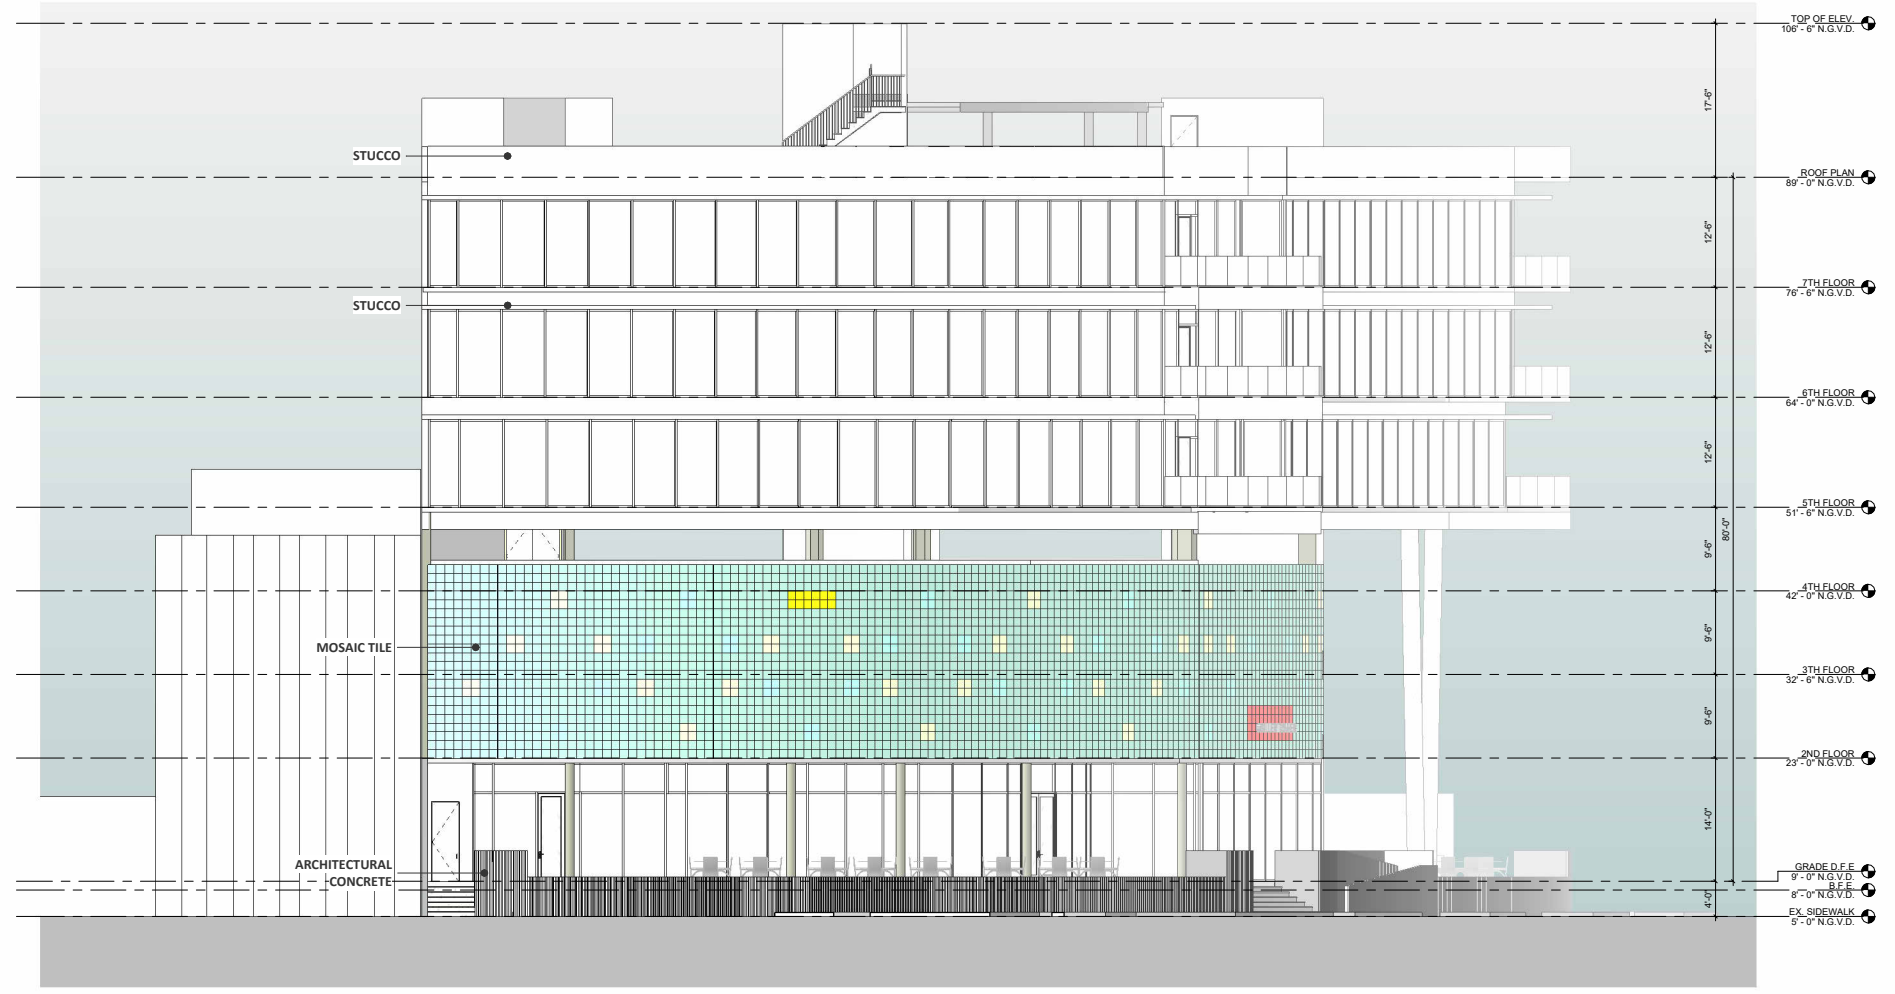 TOP OF ELEV.
106' - 6" N.G.V.D.
17'-6"
STUCCO
ROOF PLAN
89' - 0" N.G.V.D.
12'-6"
7TH FLOOR
76' - 6" N.G.V.D.
STUCCO
12'-6"
6TH FLOOR
64' - 0" N.G.V.D.
12'-6"
5TH FLOOR
51' - 6" N.G.V.D.
9'-6"
80'-0"
4TH FLOOR
42' - 0" N.G.V.D.
9'-6"
MOSAIC TILE
3TH FLOOR
32' - 6" N.G.V.D.
9'-6"
2ND FLOOR
23' - 0" N.G.V.D.
14'-0"
ARCHITECTURAL
CONCRETE
GRADE D.F.E
9' - 0" N.G.V.D.
B.F.E.
8' - 0" N.G.V.D.
4'-0"
EX. SIDEWALK
5' - 0" N.G.V.D.